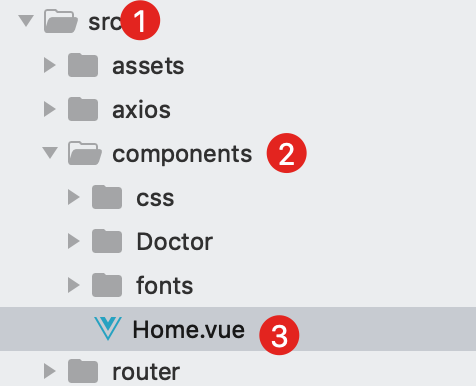 src 1
assets
axios
components 2
css
Doctor
fonts
Home.vue 3
router